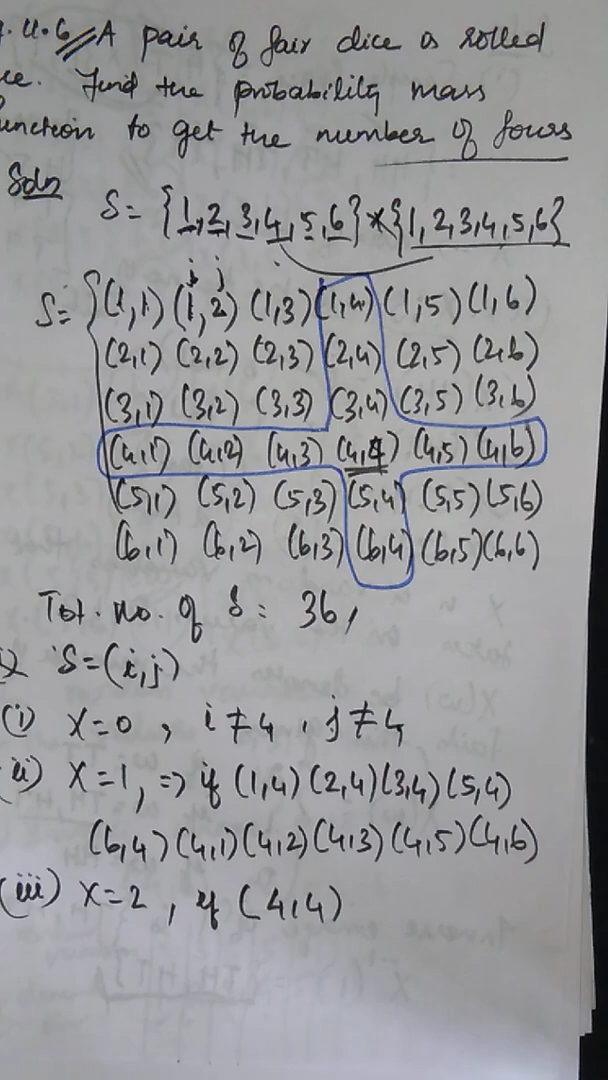 4.6 A pair of fair dice is rolled
Find the probability mass
function to get the number of fours
Soln
S= {1,2,3,4,5,6}×{1,2,3,4,5,6}
i j
S= {(1,1) (1,2) (1,3) (1,4) (1,5) (1,6)
(2,1) (2,2) (2,3) (2,4) (2,5) (2,6)
(3,1) (3,2) (3,3) (3,4) (3,5) (3,6)
(4,1) (4,2) (4,3) (4,4) (4,5) (4,6)
(5,1) (5,2) (5,3) (5,4) (5,5) (5,6)
(6,1) (6,2) (6,3) (6,4) (6,5)(6,6)
Tot. no. of S = 36,
S=(i,j)
(i) X=0, i≠4, j≠4
ii) X=1, => if (1,4) (2,4)(3,4)(5,4)
(6,4)(4,1)(4,2)(4,3)(4,5)(4,6)
(iii) X=2, if (4,4)